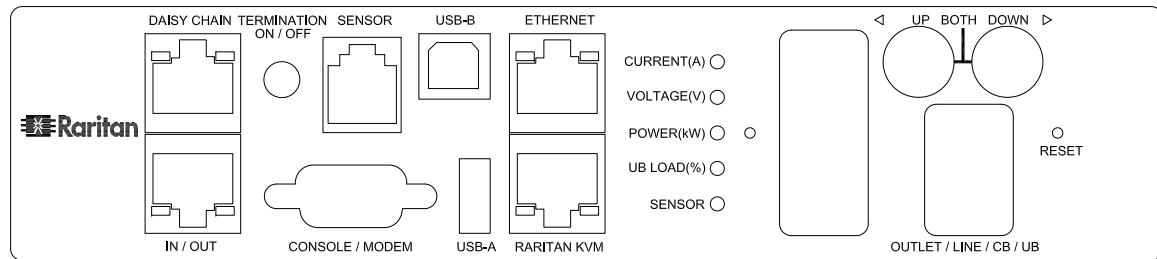 DAISY CHAIN
TERMINATION
ON / OFF
SENSOR
USB-B
ETHERNET
UP BOTH DOWN
CURRENT(A)
VOLTAGE(V)
POWER(kW)
UB LOAD(%)
SENSOR
Raritan
RESET
IN / OUT
CONSOLE / MODEM
USB-A
RARITAN KVM
OUTLET / LINE / CB / UB